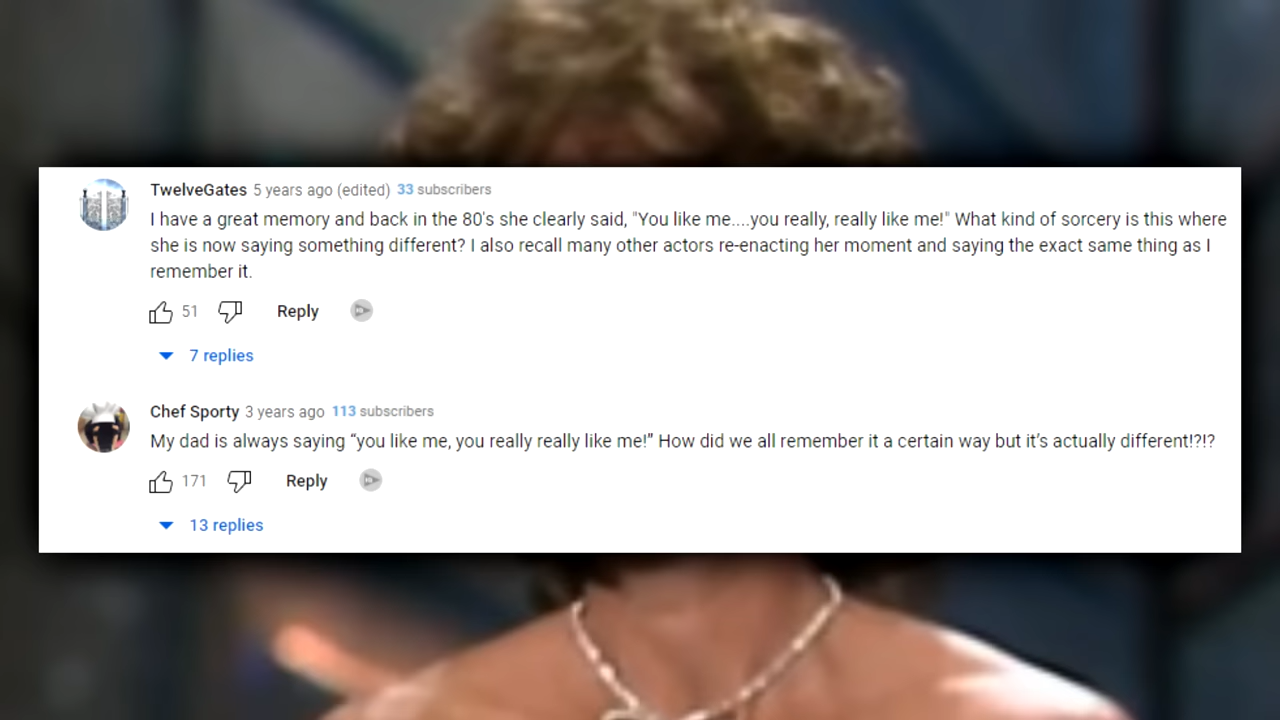 TwelveGates 5 years ago (edited) 33 subscribers
I have a great memory and back in the 80's she clearly said, "You like me....you really, really like me!" What kind of sorcery is this where
she is now saying something different? I also recall many other actors re-enacting her moment and saying the exact same thing as I
remember it.
51 Reply
7 replies
Chef Sporty 3 years ago 113 subscribers
My dad is always saying “you like me, you really really like me!” How did we all remember it a certain way but it’s actually different!?!?
171 Reply
13 replies